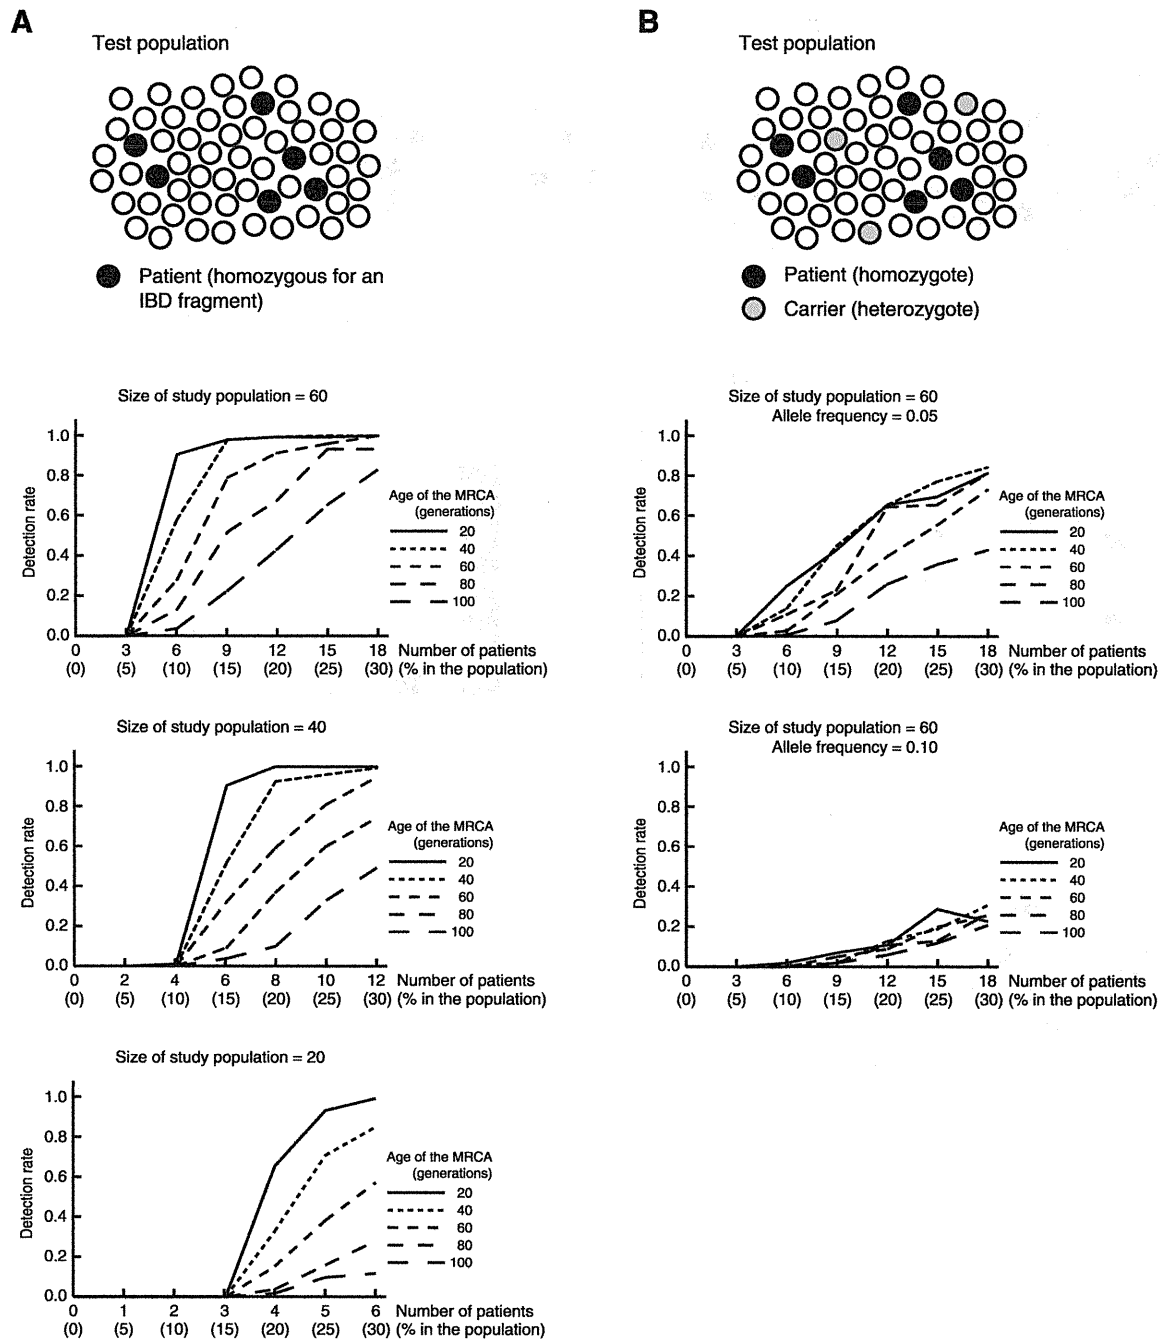 A
Test population
Patient (homozygous for an
IBD fragment)
Size of study population = 60
Detection rate
1.0
0.8
0.6
0.4
0.2
0.0
0 3 6 9 12 15 18 Number of patients
(0) (5) (10) (15) (20) (25) (30) (% in the population)
Age of the MRCA
(generations)
20
40
60
80
100
Size of study population = 40
Detection rate
1.0
0.8
0.6
0.4
0.2
0.0
0 2 4 6 8 10 12 Number of patients
(0) (5) (10) (15) (20) (25) (30) (% in the population)
Age of the MRCA
(generations)
20
40
60
80
100
Size of study population = 20
Detection rate
1.0
0.8
0.6
0.4
0.2
0.0
0 1 2 3 4 5 6 Number of patients
(0) (5) (10) (15) (20) (25) (30) (% in the population)
Age of the MRCA
(generations)
20
40
60
80
100
B
Test population
Patient (homozygote)
Carrier (heterozygote)
Size of study population = 60
Allele frequency = 0.05
Detection rate
1.0
0.8
0.6
0.4
0.2
0.0
0 3 6 9 12 15 18 Number of patients
(0) (5) (10) (15) (20) (25) (30) (% in the population)
Age of the MRCA
(generations)
20
40
60
80
100
Size of study population = 60
Allele frequency = 0.10
Detection rate
1.0
0.8
0.6
0.4
0.2
0.0
0 3 6 9 12 15 18 Number of patients
(0) (5) (10) (15) (20) (25) (30) (% in the population)
Age of the MRCA
(generations)
20
40
60
80
100